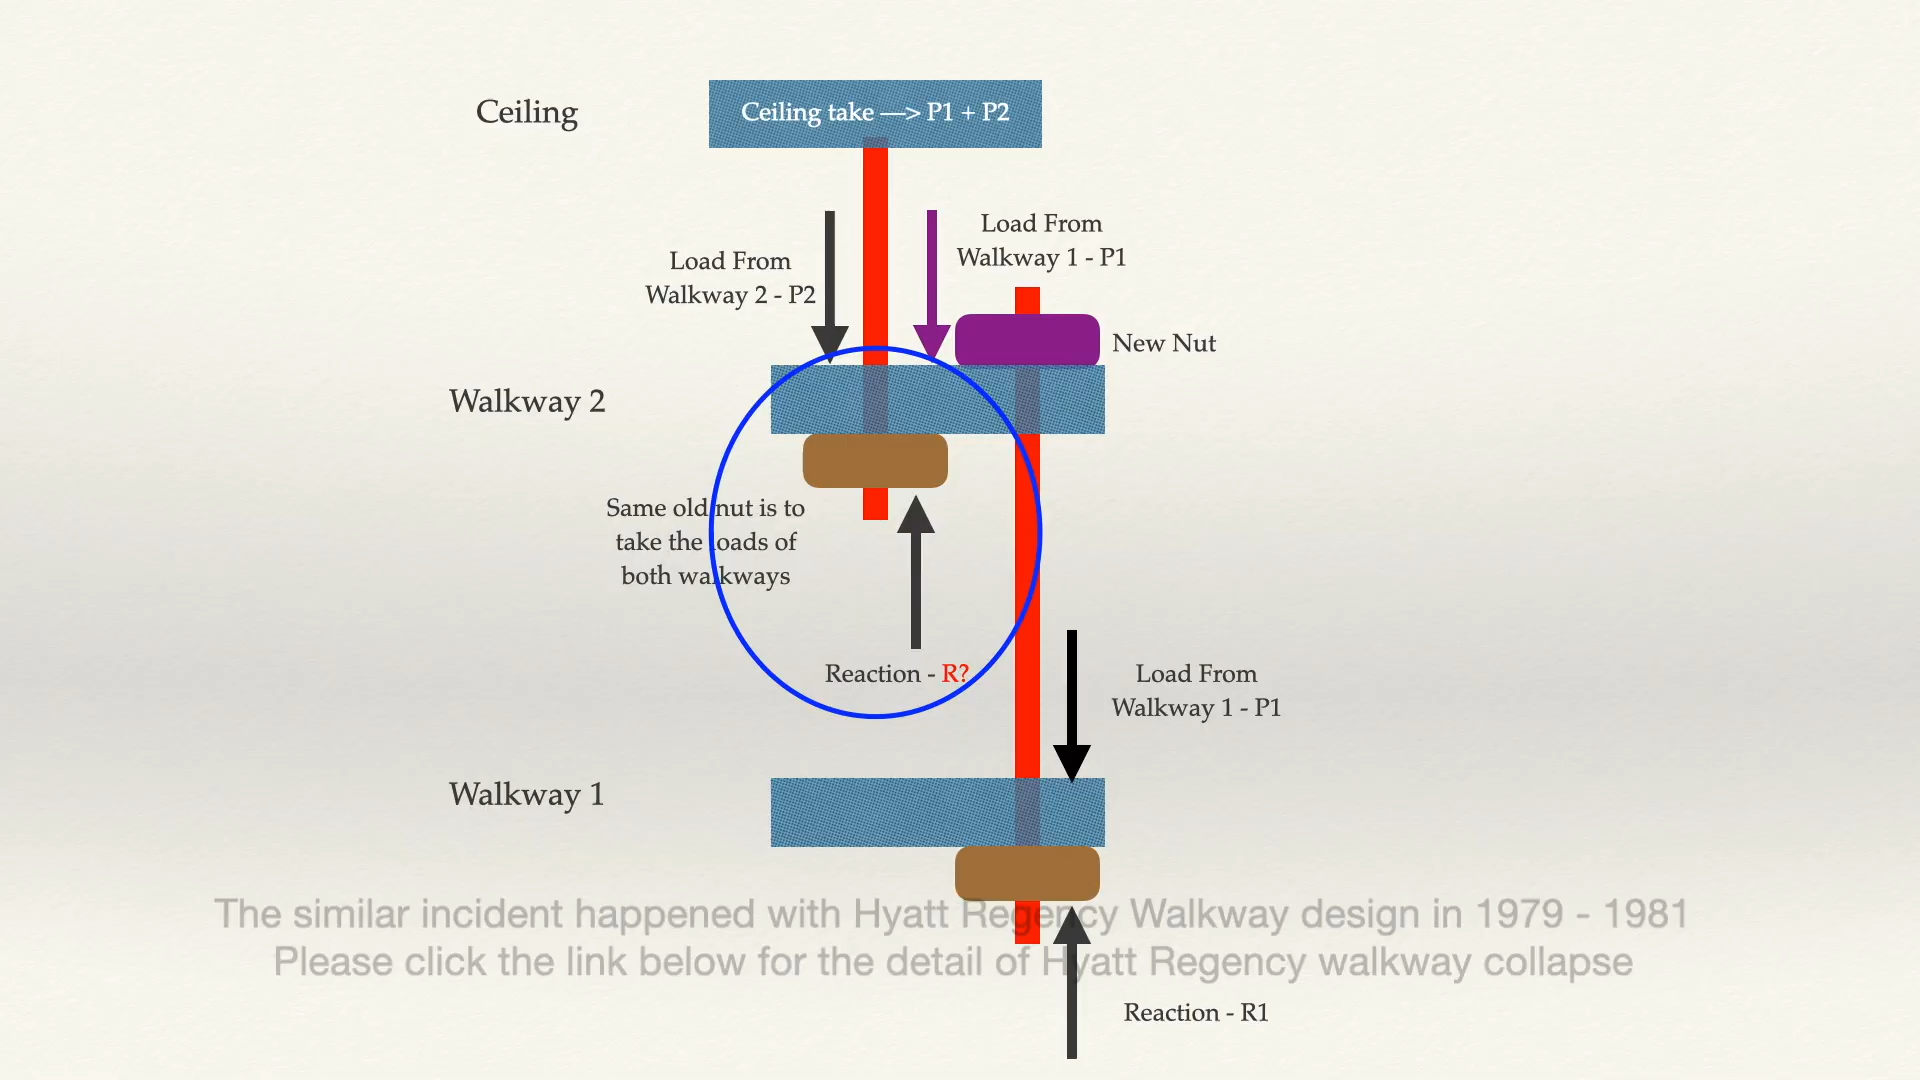 Ceiling
Ceiling take —> P1 + P2
Load From
Walkway 1 - P1
Load From
Walkway 2 - P2
New Nut
Walkway 2
Same old nut is to
take the loads of
both walkways
Reaction - R?
Load From
Walkway 1 - P1
Walkway 1
The similar incident happened with Hyatt Regency Walkway design in 1979 - 1981
Please click the link below for the detail of Hyatt Regency walkway collapse
Reaction - R1